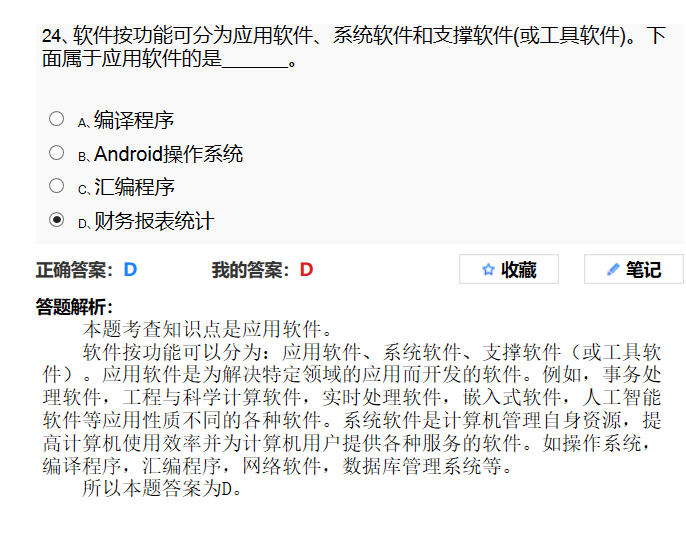 24、软件按功能可分为应用软件、系统软件和支撑软件(或工具软件)。下
面属于应用软件的是_______。
A、编译程序
B、Android操作系统
C、汇编程序
D、财务报表统计
正确答案：D 我的答案：D 收藏 笔记
答题解析：
本题考查知识点是应用软件。
软件按功能可以分为：应用软件、系统软件、支撑软件（或工具软
件）。应用软件是为解决特定领域的应用而开发的软件。例如，事务处
理软件，工程与科学计算软件，实时处理软件，嵌入式软件，人工智能
软件等应用性质不同的各种软件。系统软件是计算机管理自身资源，提
高计算机使用效率并为计算机用户提供各种服务的软件。如操作系统，
编译程序，汇编程序，网络软件，数据库管理系统等。
所以本题答案为D。